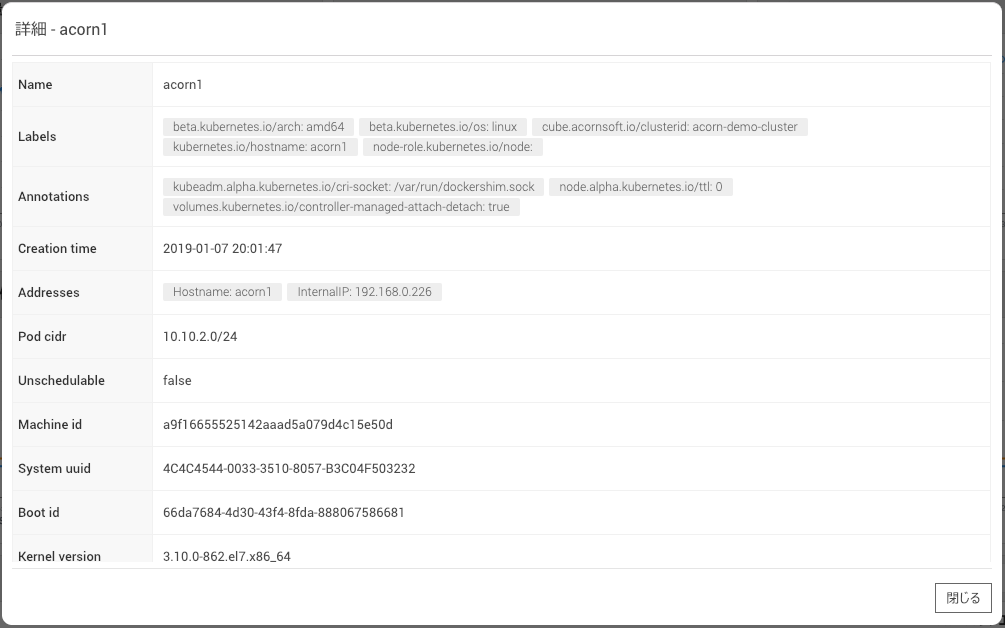 詳細 - acorn1
Name acorn1
Labels beta.kubernetes.io/arch: amd64 beta.kubernetes.io/os: linux cube.acornsoft.io/clusterid: acorn-demo-cluster
kubernetes.io/hostname: acorn1 node-role.kubernetes.io/node:
Annotations kubeadm.alpha.kubernetes.io/cri-socket: /var/run/dockershim.sock node.alpha.kubernetes.io/ttl: 0
volumes.kubernetes.io/controller-managed-attach-detach: true
Creation time 2019-01-07 20:01:47
Addresses Hostname: acorn1 InternalIP: 192.168.0.226
Pod cidr 10.10.2.0/24
Unschedulable false
Machine id a9f16655525142aaad5a079d4c15e50d
System uuid 4C4C4544-0033-3510-8057-B3C04F503232
Boot id 66da7684-4d30-43f4-8fda-888067586681
Kernel version 3.10.0-862.el7.x86_64
閉じる